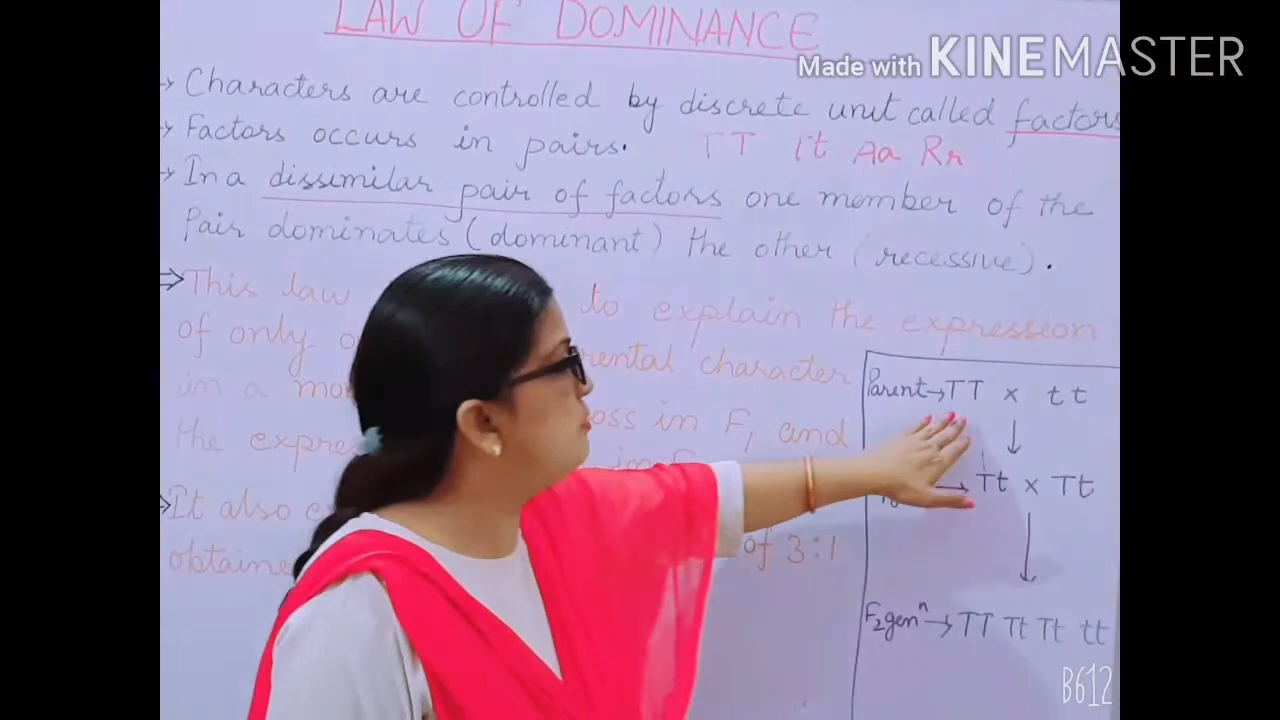 LAW OF DOMINANCE
Made with KINEMASTER
→ Characters are controlled by discrete unit called factors
→ Factors occurs in pairs. TT Tt Aa Rr
→ In a dissimilar pair of factors one member of the
Pair dominates (dominant) the other (recessive).
⇒ This law to explain the expression
of only rental character
in a mo oss in F1 and
the expre in F
→ It also e
obtaine of 3:1
Parent → TT x tt
→ Tt x Tt
F2 genⁿ → TT Tt Tt tt
B612